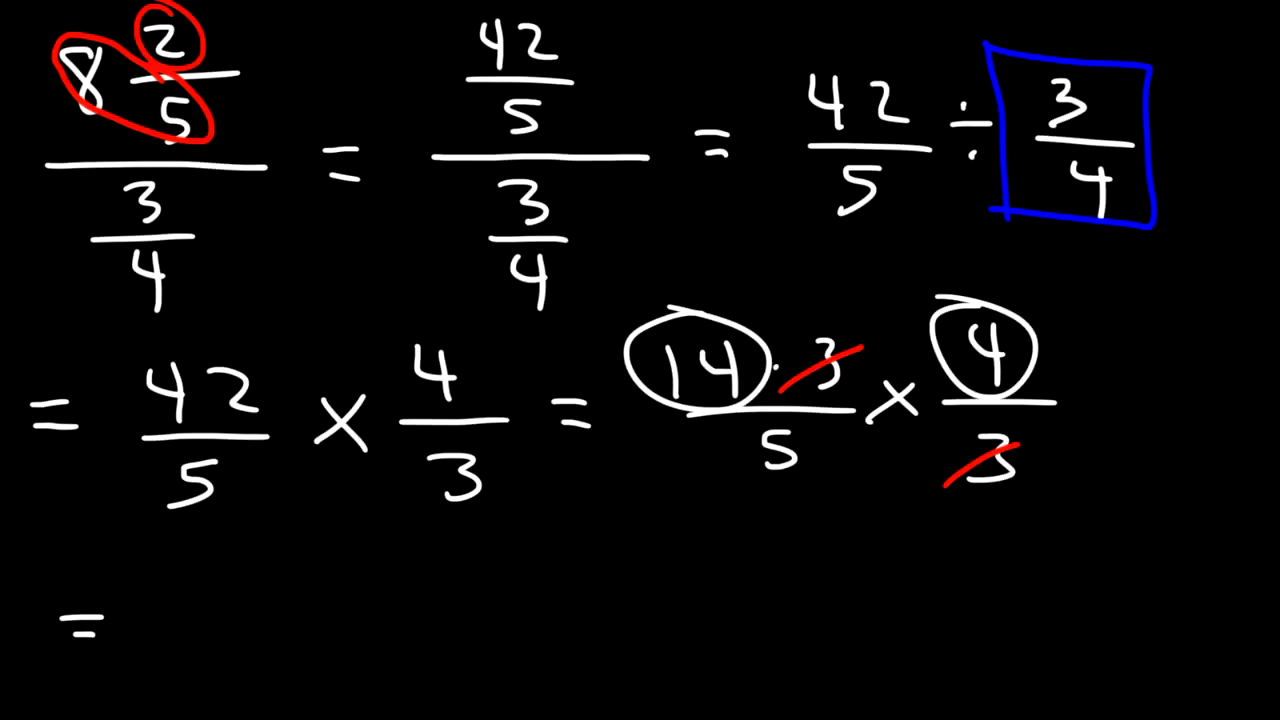 8 2/5 / 3/4 = 42/5 / 3/4 = 42/5 ÷ 3/4
= 42/5 × 4/3 = 14·3/5 × 4/3
=